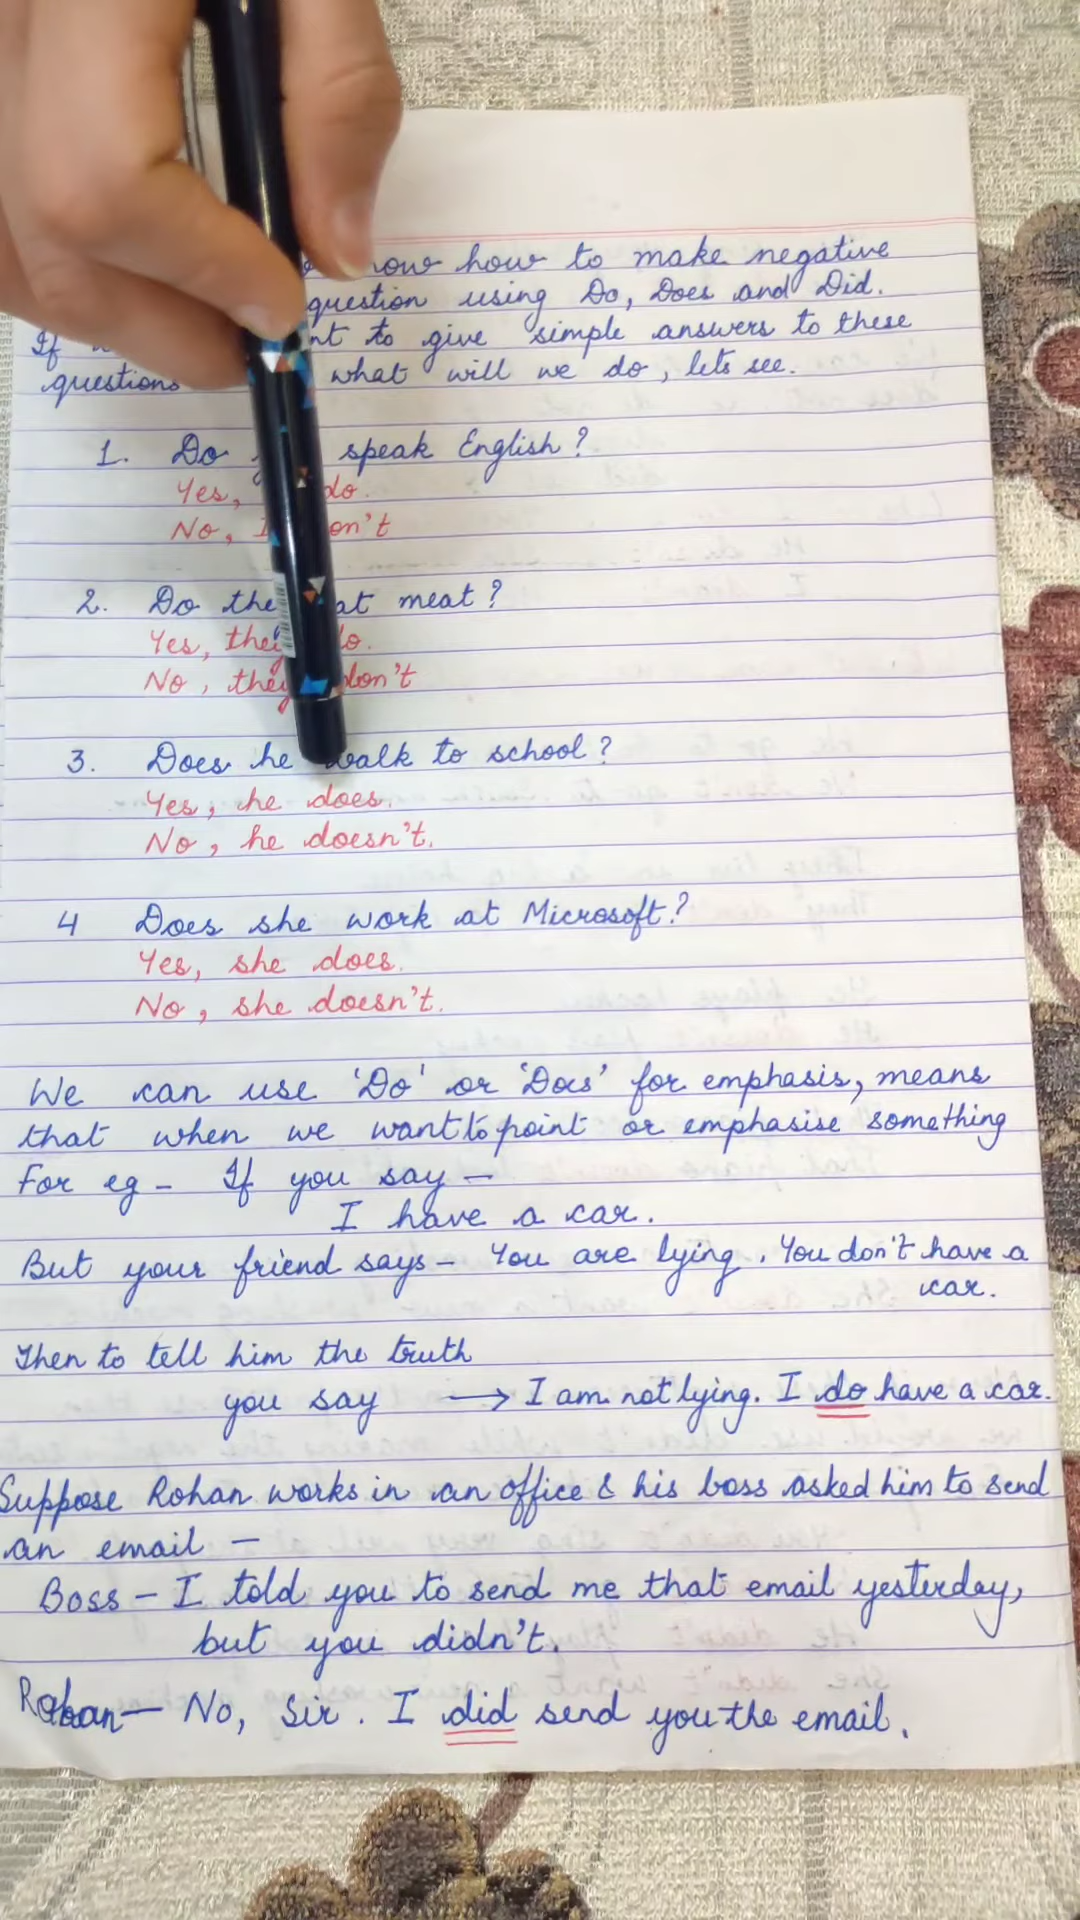 now how to make negative
question using Do, Does and Did.
If to give simple answers to these
questions what will we do, lets see.
1. Do speak English?
Yes, do.
No, I
2. Do meat?
Yes, they
No, they don't
3. Does he walk to school?
Yes, he does.
No, he doesn't.
4 Does she work at Microsoft?
Yes, she does.
No, she doesn't.
We can use 'Do' or 'Does' for emphasis, means
that when we want to point or emphasise something
For eg - If you say -
I have a car.
But your friend says - You are lying. You don't have a
car.
Then to tell him the truth
you say → I am not lying. I do have a car.
Suppose Rohan works in an office & his boss asked him to send
an email -
Boss - I told you to send me that email yesterday,
but you didn't.
Rohan - No, Sir. I did send you the email.